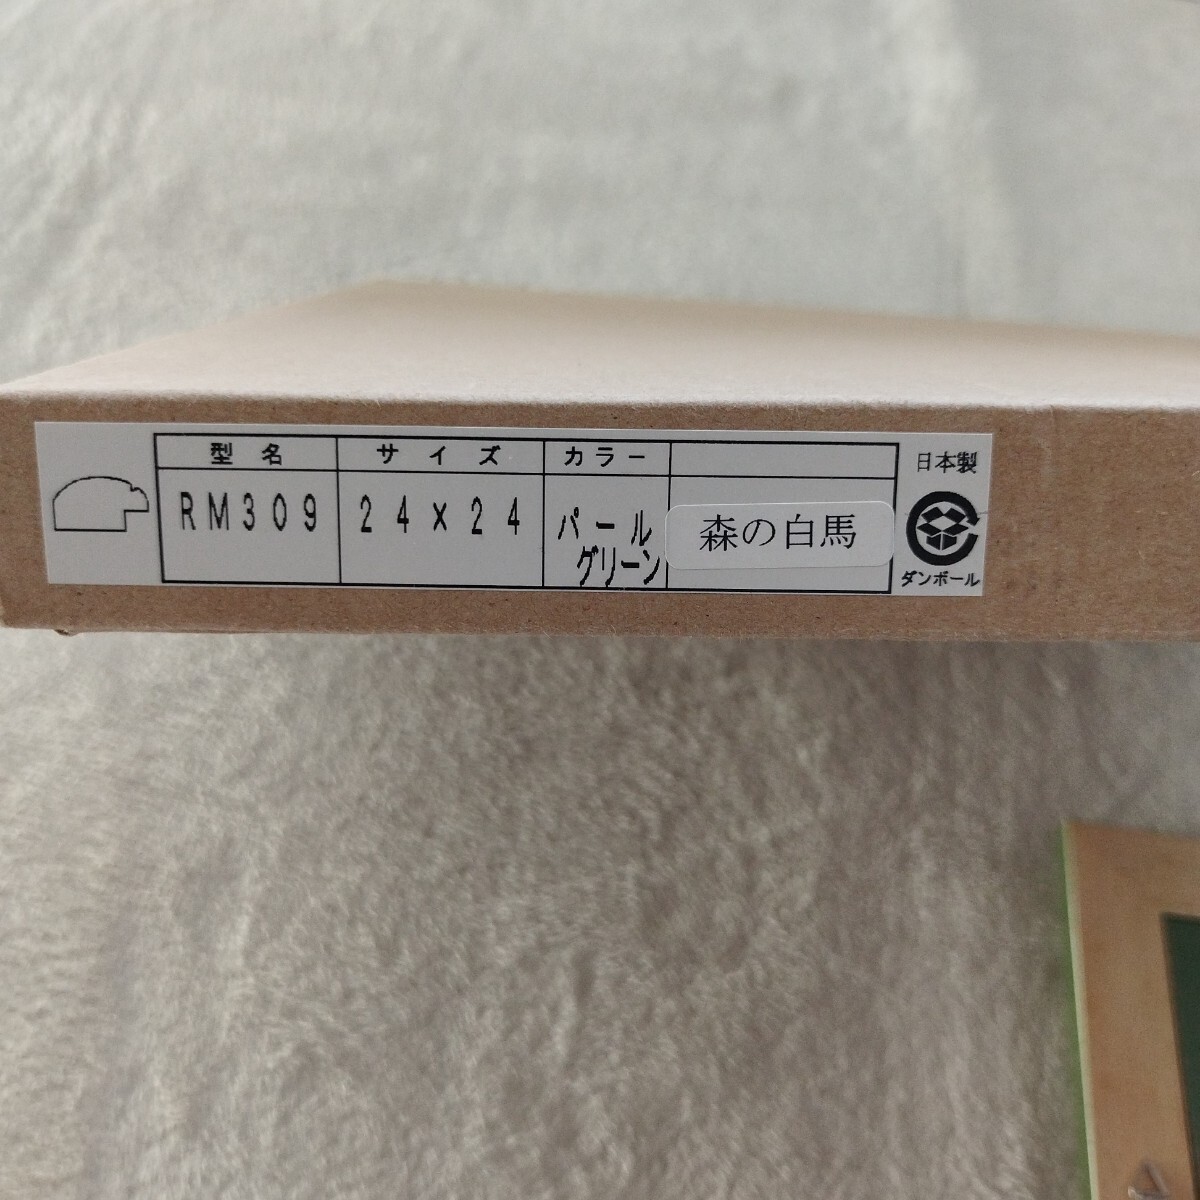 型名 サイズ カラー
RM309 24×24 パール
グリーン
森の白馬
日本製
ダンボール